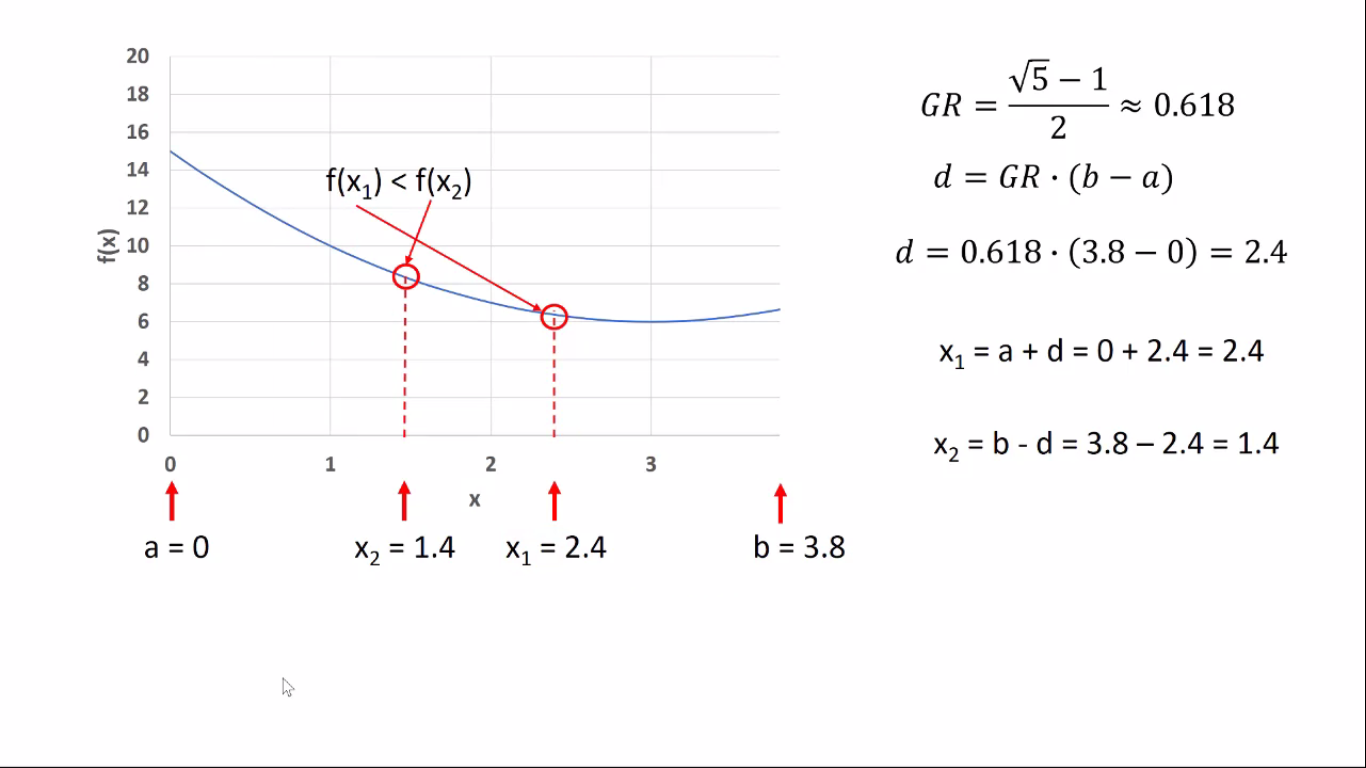 20
18
16
14
12
10
8
6
4
2
0
f(x)
f(x₁) < f(x₂)
0 1 2 3
x
a = 0 x₂ = 1.4 x₁ = 2.4 b = 3.8
GR = (√5 − 1)/2 ≈ 0.618
d = GR · (b − a)
d = 0.618 · (3.8 − 0) = 2.4
x₁ = a + d = 0 + 2.4 = 2.4
x₂ = b - d = 3.8 – 2.4 = 1.4